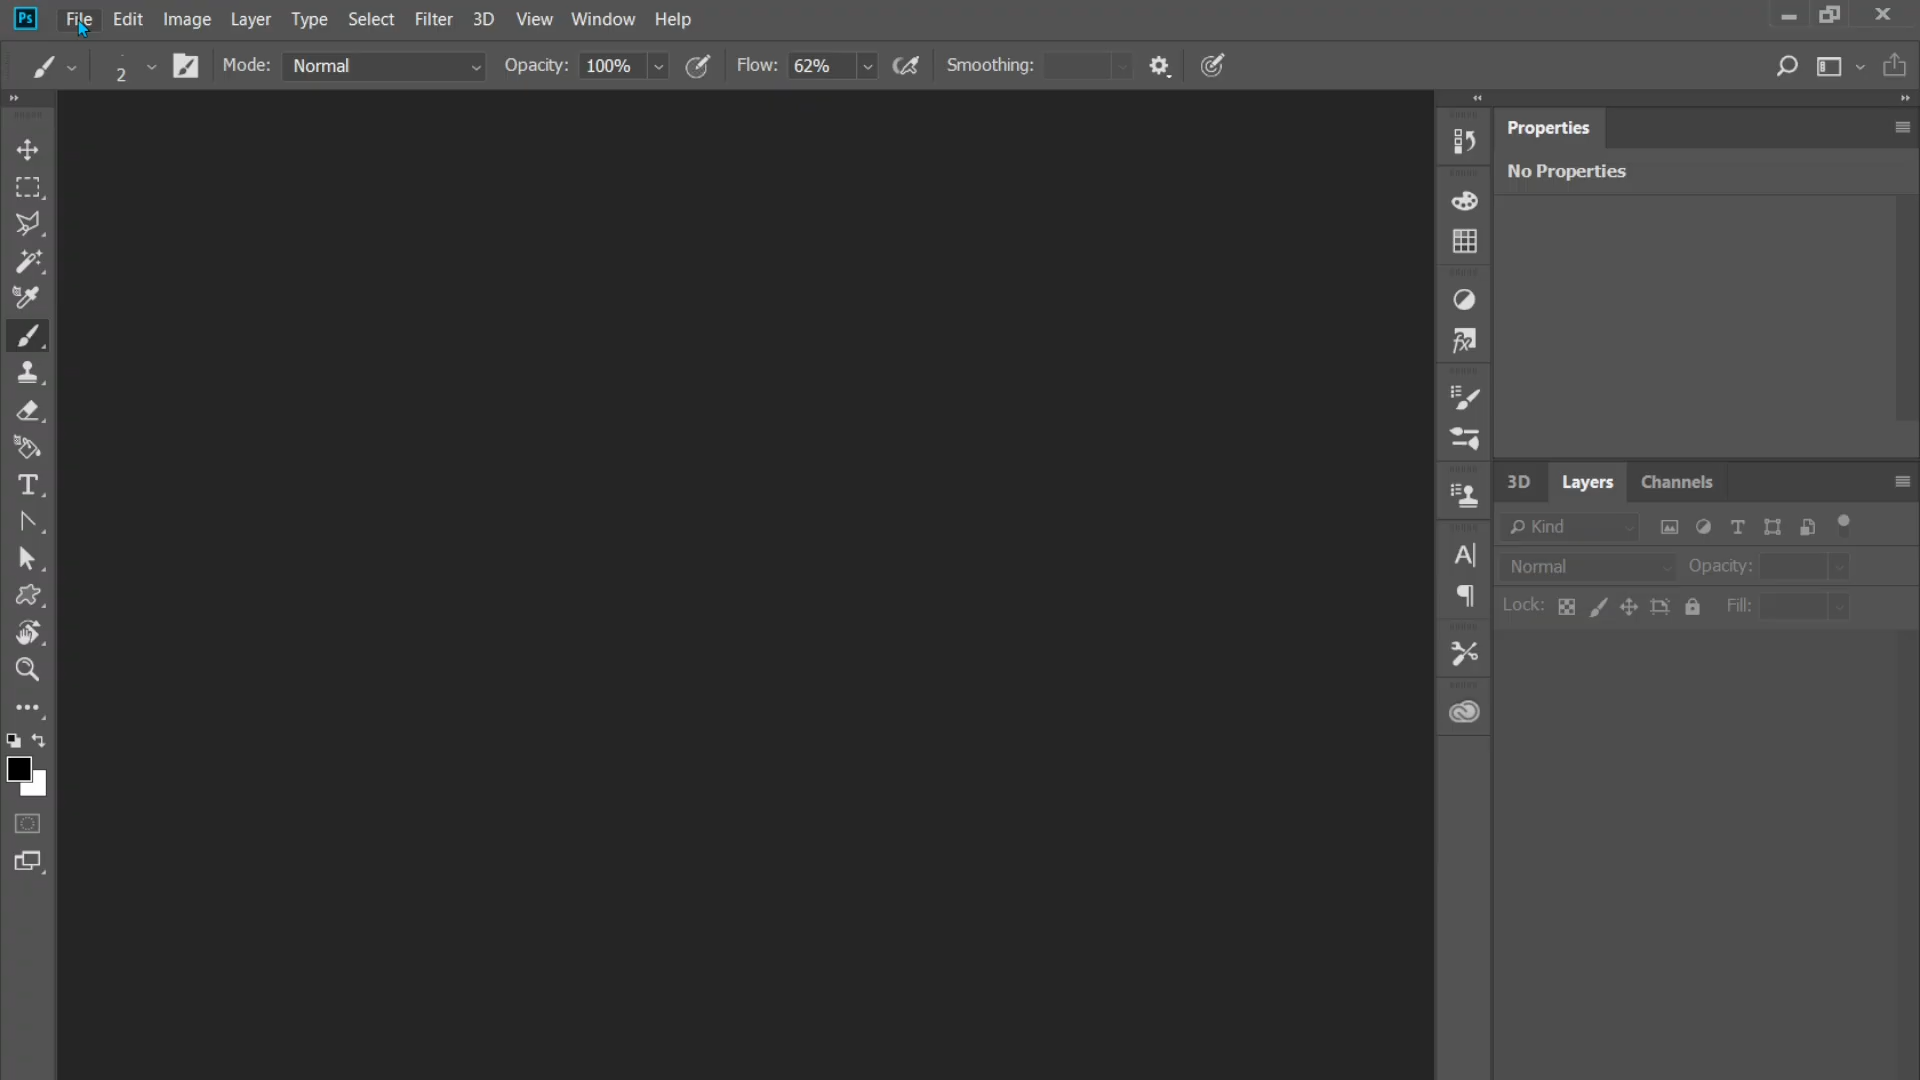 Ps File Edit Image Layer Type Select Filter 3D View Window Help
2 Mode: Normal Opacity: 100% Flow: 62% Smoothing:
Properties
No Properties
3D Layers Channels
Kind
Normal Opacity:
Lock: Fill: